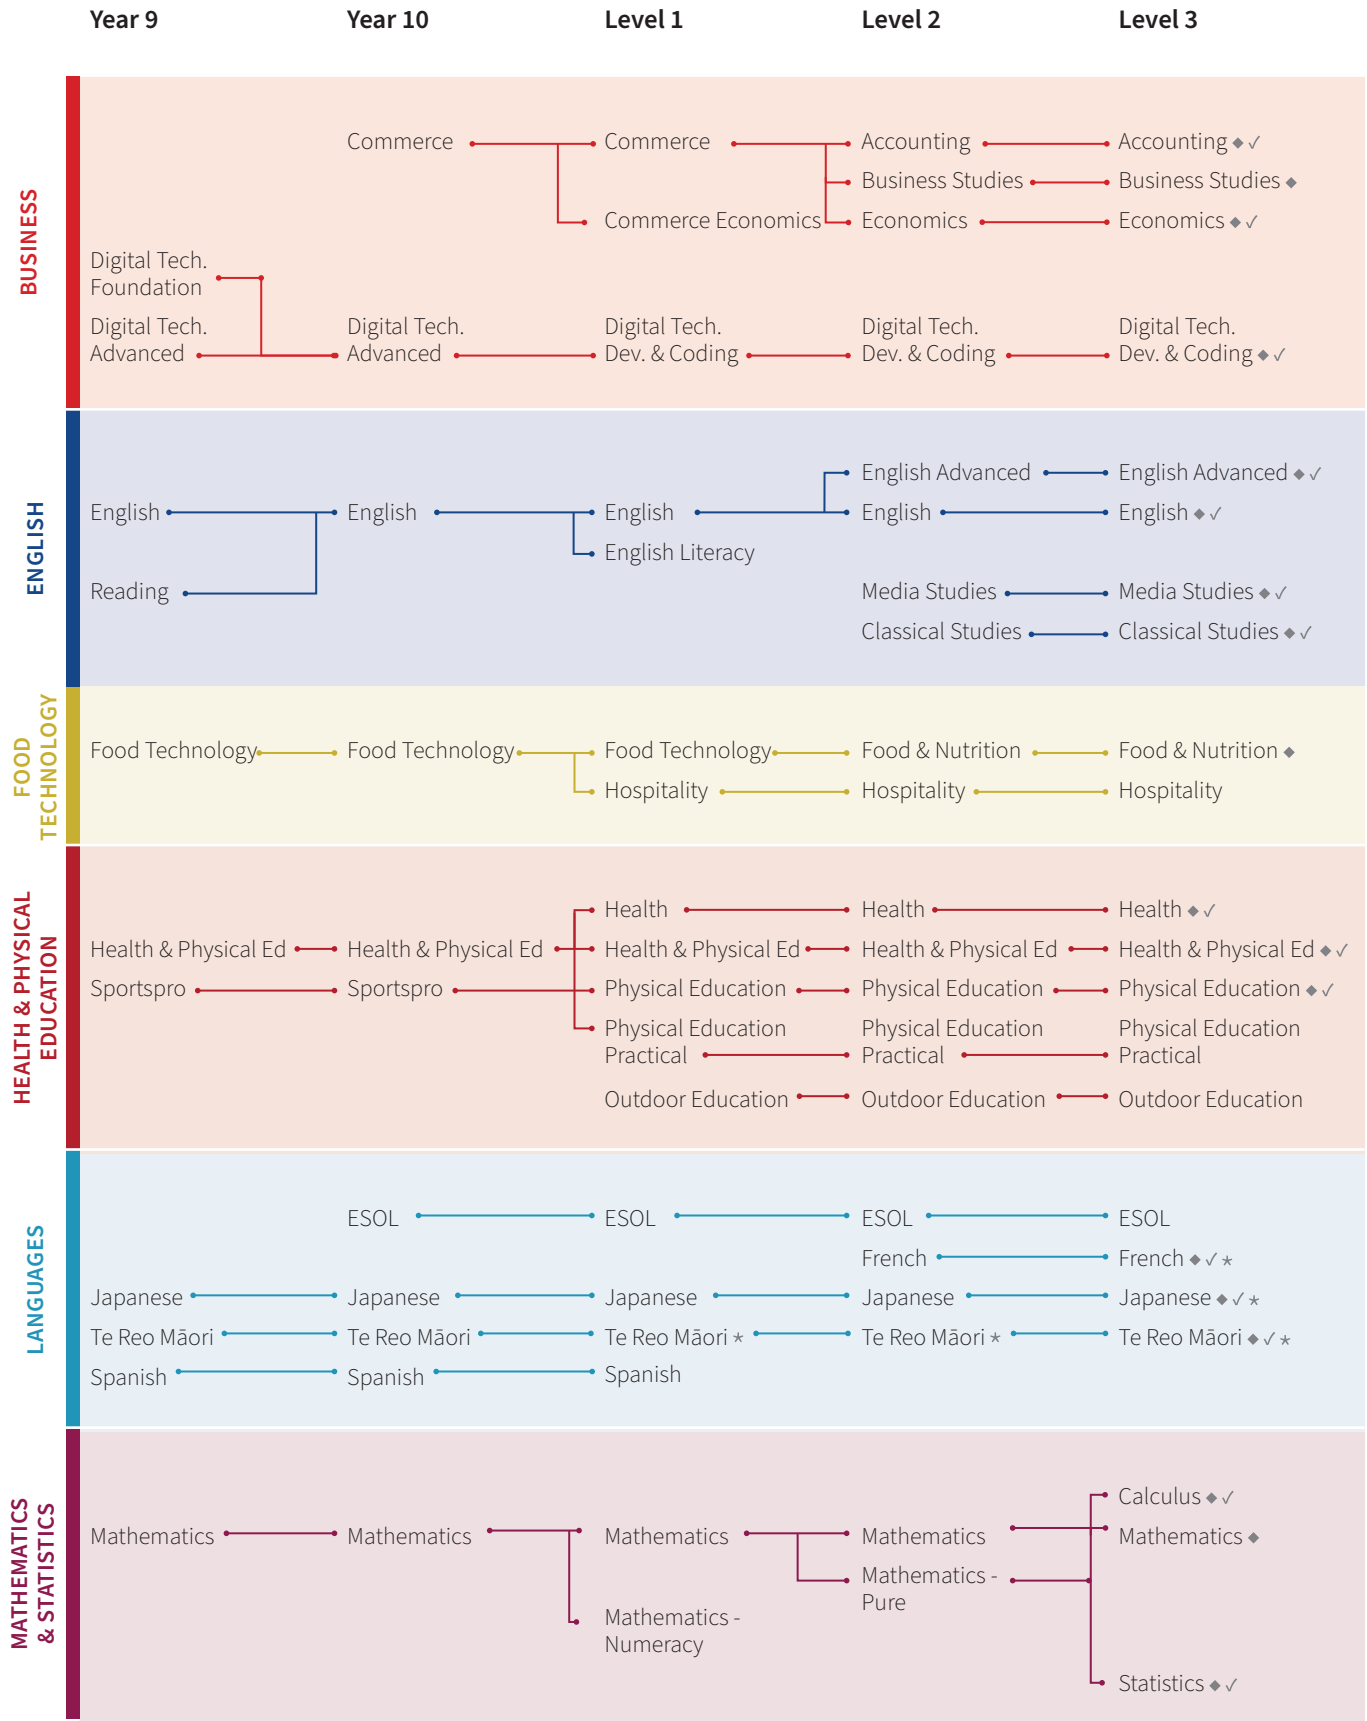 Year 9 Year 10 Level 1 Level 2 Level 3
BUSINESS
Commerce Commerce Accounting Accounting ◆ ✓
Business Studies Business Studies ◆
Commerce Economics Economics Economics ◆ ✓
Digital Tech.
Foundation
Digital Tech. Digital Tech. Digital Tech. Digital Tech. Digital Tech.
Advanced Advanced Dev. & Coding Dev. & Coding Dev. & Coding ◆ ✓
ENGLISH
English Advanced English Advanced ◆ ✓
English English English English English ◆ ✓
English Literacy
Reading Media Studies Media Studies ◆ ✓
Classical Studies Classical Studies ◆ ✓
FOOD
TECHNOLOGY
Food Technology Food Technology Food Technology Food & Nutrition Food & Nutrition ◆
Hospitality Hospitality Hospitality
HEALTH & PHYSICAL
EDUCATION
Health Health Health ◆ ✓
Health & Physical Ed Health & Physical Ed Health & Physical Ed Health & Physical Ed Health & Physical Ed ◆ ✓
Sportspro Sportspro Physical Education Physical Education Physical Education ◆ ✓
Physical Education Physical Education Physical Education
Practical Practical Practical
Outdoor Education Outdoor Education Outdoor Education
LANGUAGES
ESOL ESOL ESOL ESOL
French French ◆ ✓ *
Japanese Japanese Japanese Japanese Japanese ◆ ✓ *
Te Reo Māori Te Reo Māori Te Reo Māori * Te Reo Māori * Te Reo Māori ◆ ✓ *
Spanish Spanish Spanish
MATHEMATICS
& STATISTICS
Calculus ◆ ✓
Mathematics Mathematics Mathematics Mathematics Mathematics ◆
Mathematics -
Pure
Mathematics -
Numeracy
Statistics ◆ ✓